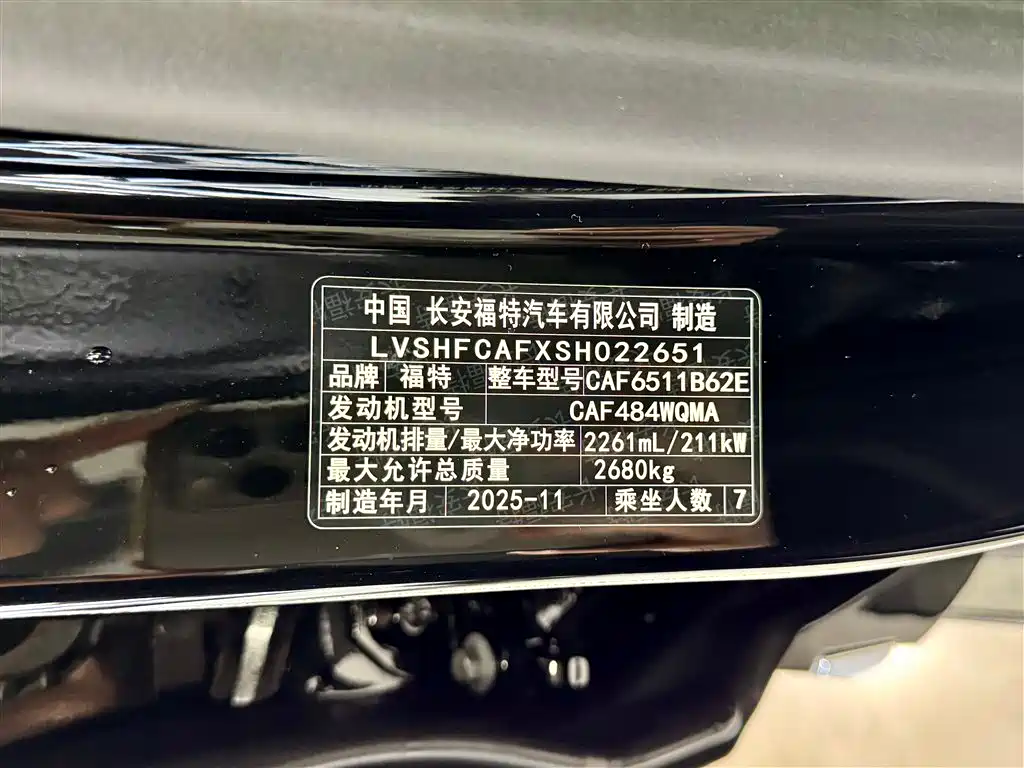 中国 长安福特汽车有限公司 制造
LVSHFCAFXSH022651
品牌 福特 整车型号 CAF6511B62E
发动机型号 CAF484WQMA
发动机排量/最大净功率 2261mL/211kW
最大允许总质量 2680kg
制造年月 2025-11 乘坐人数 7